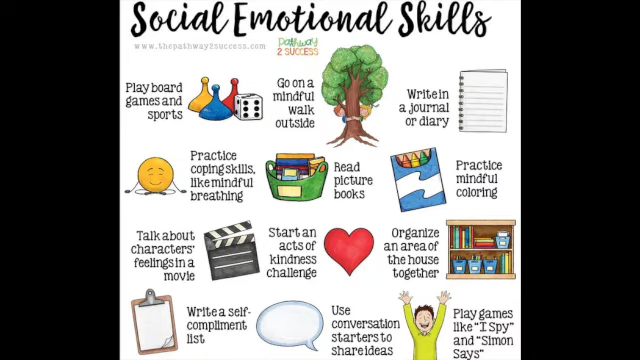 Social Emotional Skills
www.thepathway2success.com
Pathway
2 SUCCESS
Play board
games and
sports
Go on a
mindful
walk
outside
Write in
a journal
or diary
Practice
coping skills,
like mindful
breathing
Read
picture
books
Practice
mindful
coloring
Talk about
characters'
feelings in a
movie
Start an
acts of
kindness
challenge
Organize
an area of
the house
together
Write a self-
compliment
list
Use
conversation
starters to
share ideas
Play games
like "I Spy"
and "Simon
Says"